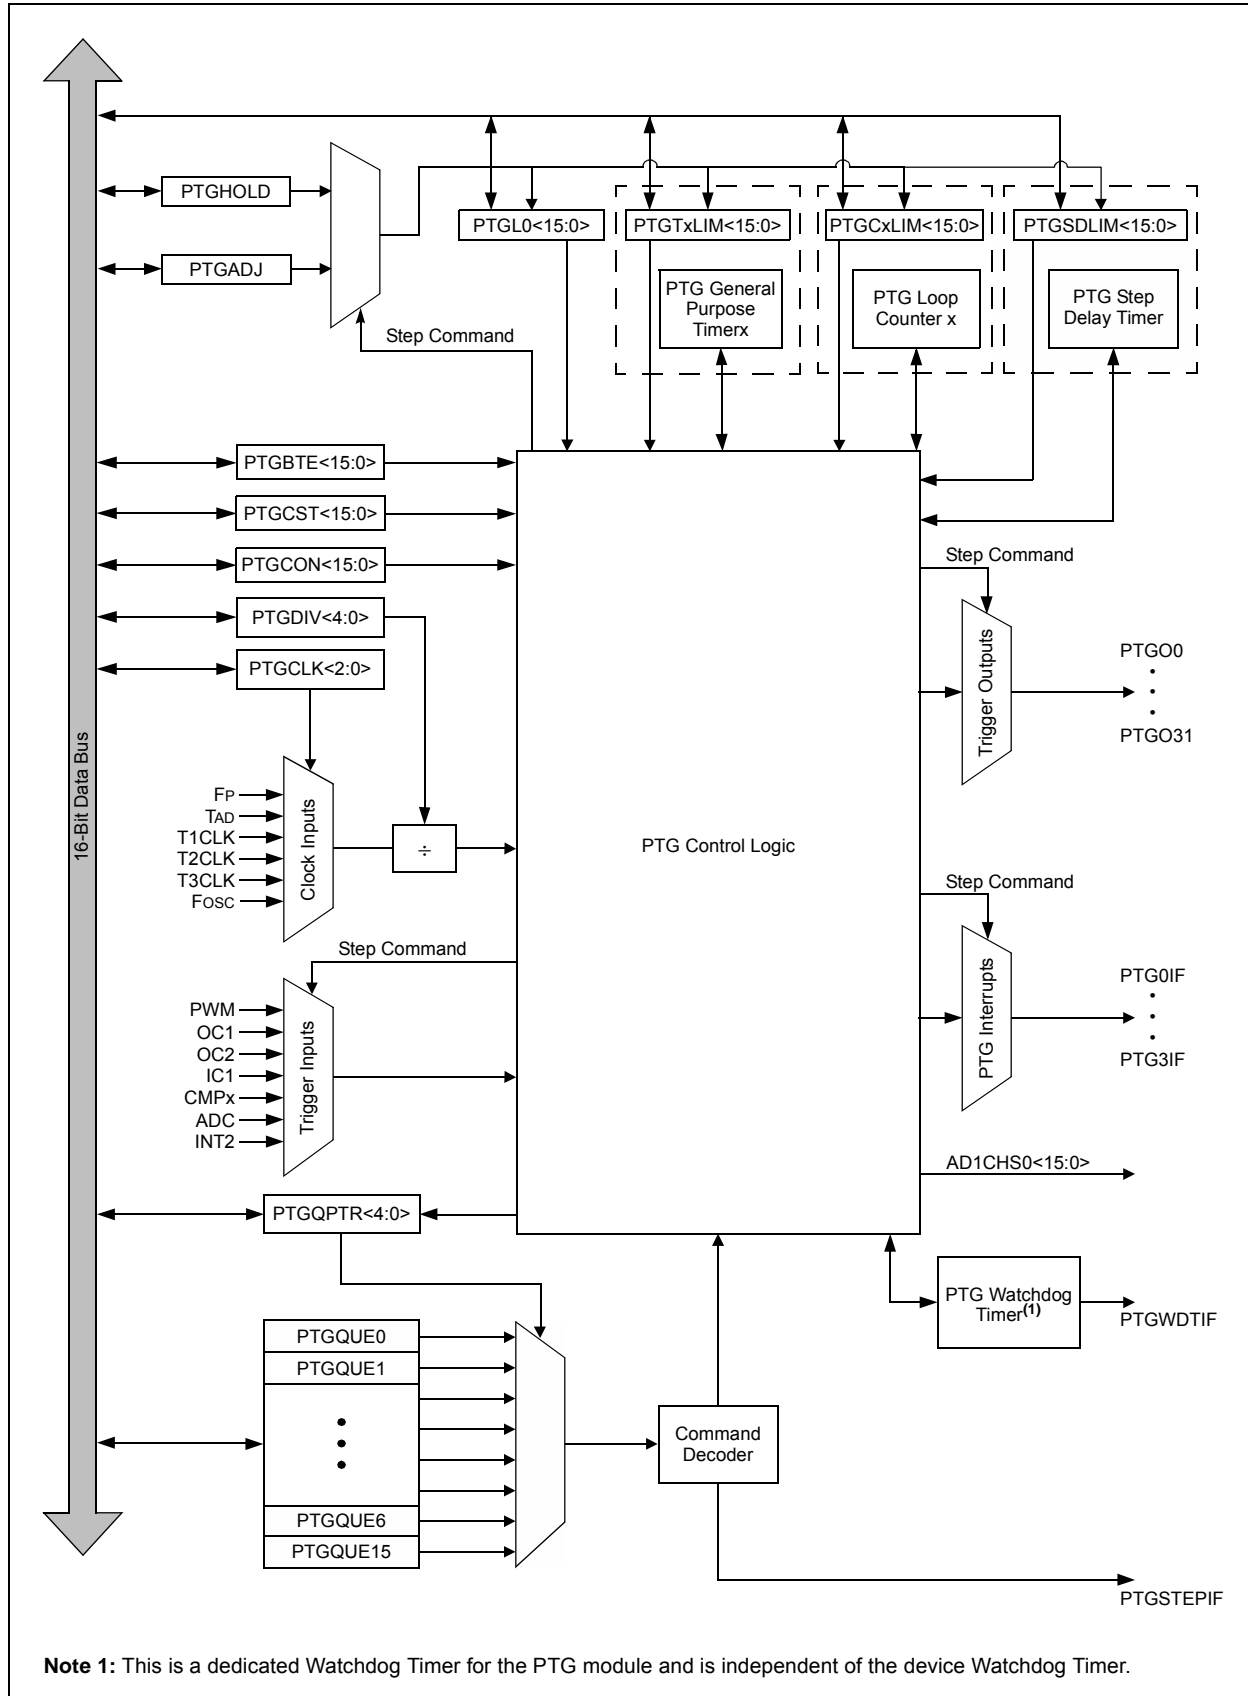 PTGHOLD
PTGADJ
PTGL0<15:0>
PTGTxLIM<15:0>
PTGCxLIM<15:0>
PTGSDLIM<15:0>
PTG General
Purpose
Timerx
PTG Loop
Counter x
PTG Step
Delay Timer
Step Command
PTGBTE<15:0>
PTGCST<15:0>
PTGCON<15:0>
PTGDIV<4:0>
PTGCLK<2:0>
16-Bit Data Bus
FP
TAD
T1CLK
T2CLK
T3CLK
FOSC
Clock Inputs
÷
PTG Control Logic
Step Command
Trigger Outputs
PTGO0
PTGO31
Step Command
PWM
OC1
OC2
IC1
CMPx
ADC
INT2
Trigger Inputs
Step Command
PTG Interrupts
PTG0IF
PTG3IF
AD1CHS0<15:0>
PTGQPTR<4:0>
PTG Watchdog
Timer(1)
PTGWDTIF
PTGQUE0
PTGQUE1
PTGQUE6
PTGQUE15
Command
Decoder
PTGSTEPIF
Note 1: This is a dedicated Watchdog Timer for the PTG module and is independent of the device Watchdog Timer.